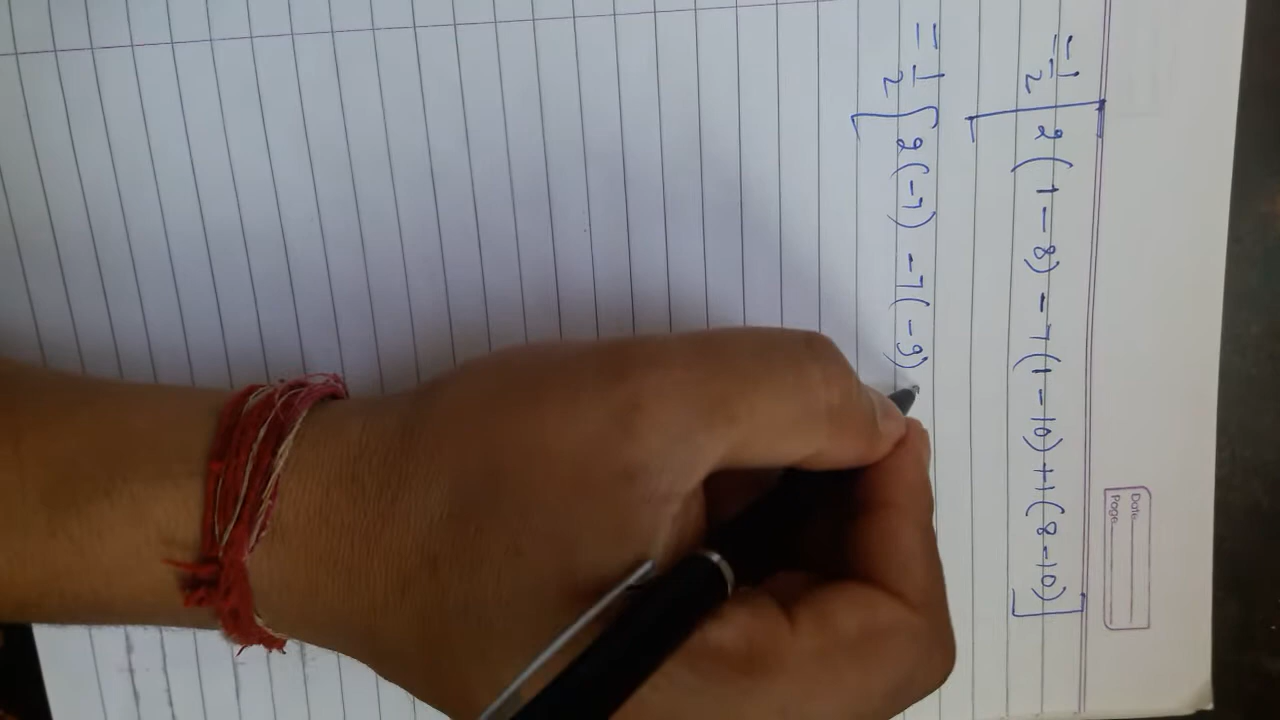 Date
Page
= 1/2 [ 2 ( 1 - 8 ) - 7 ( 1 - 10 ) + 1 ( 8 - 10 ) ]
= 1/2 [ 2 ( -7 ) - 7 ( -9 )